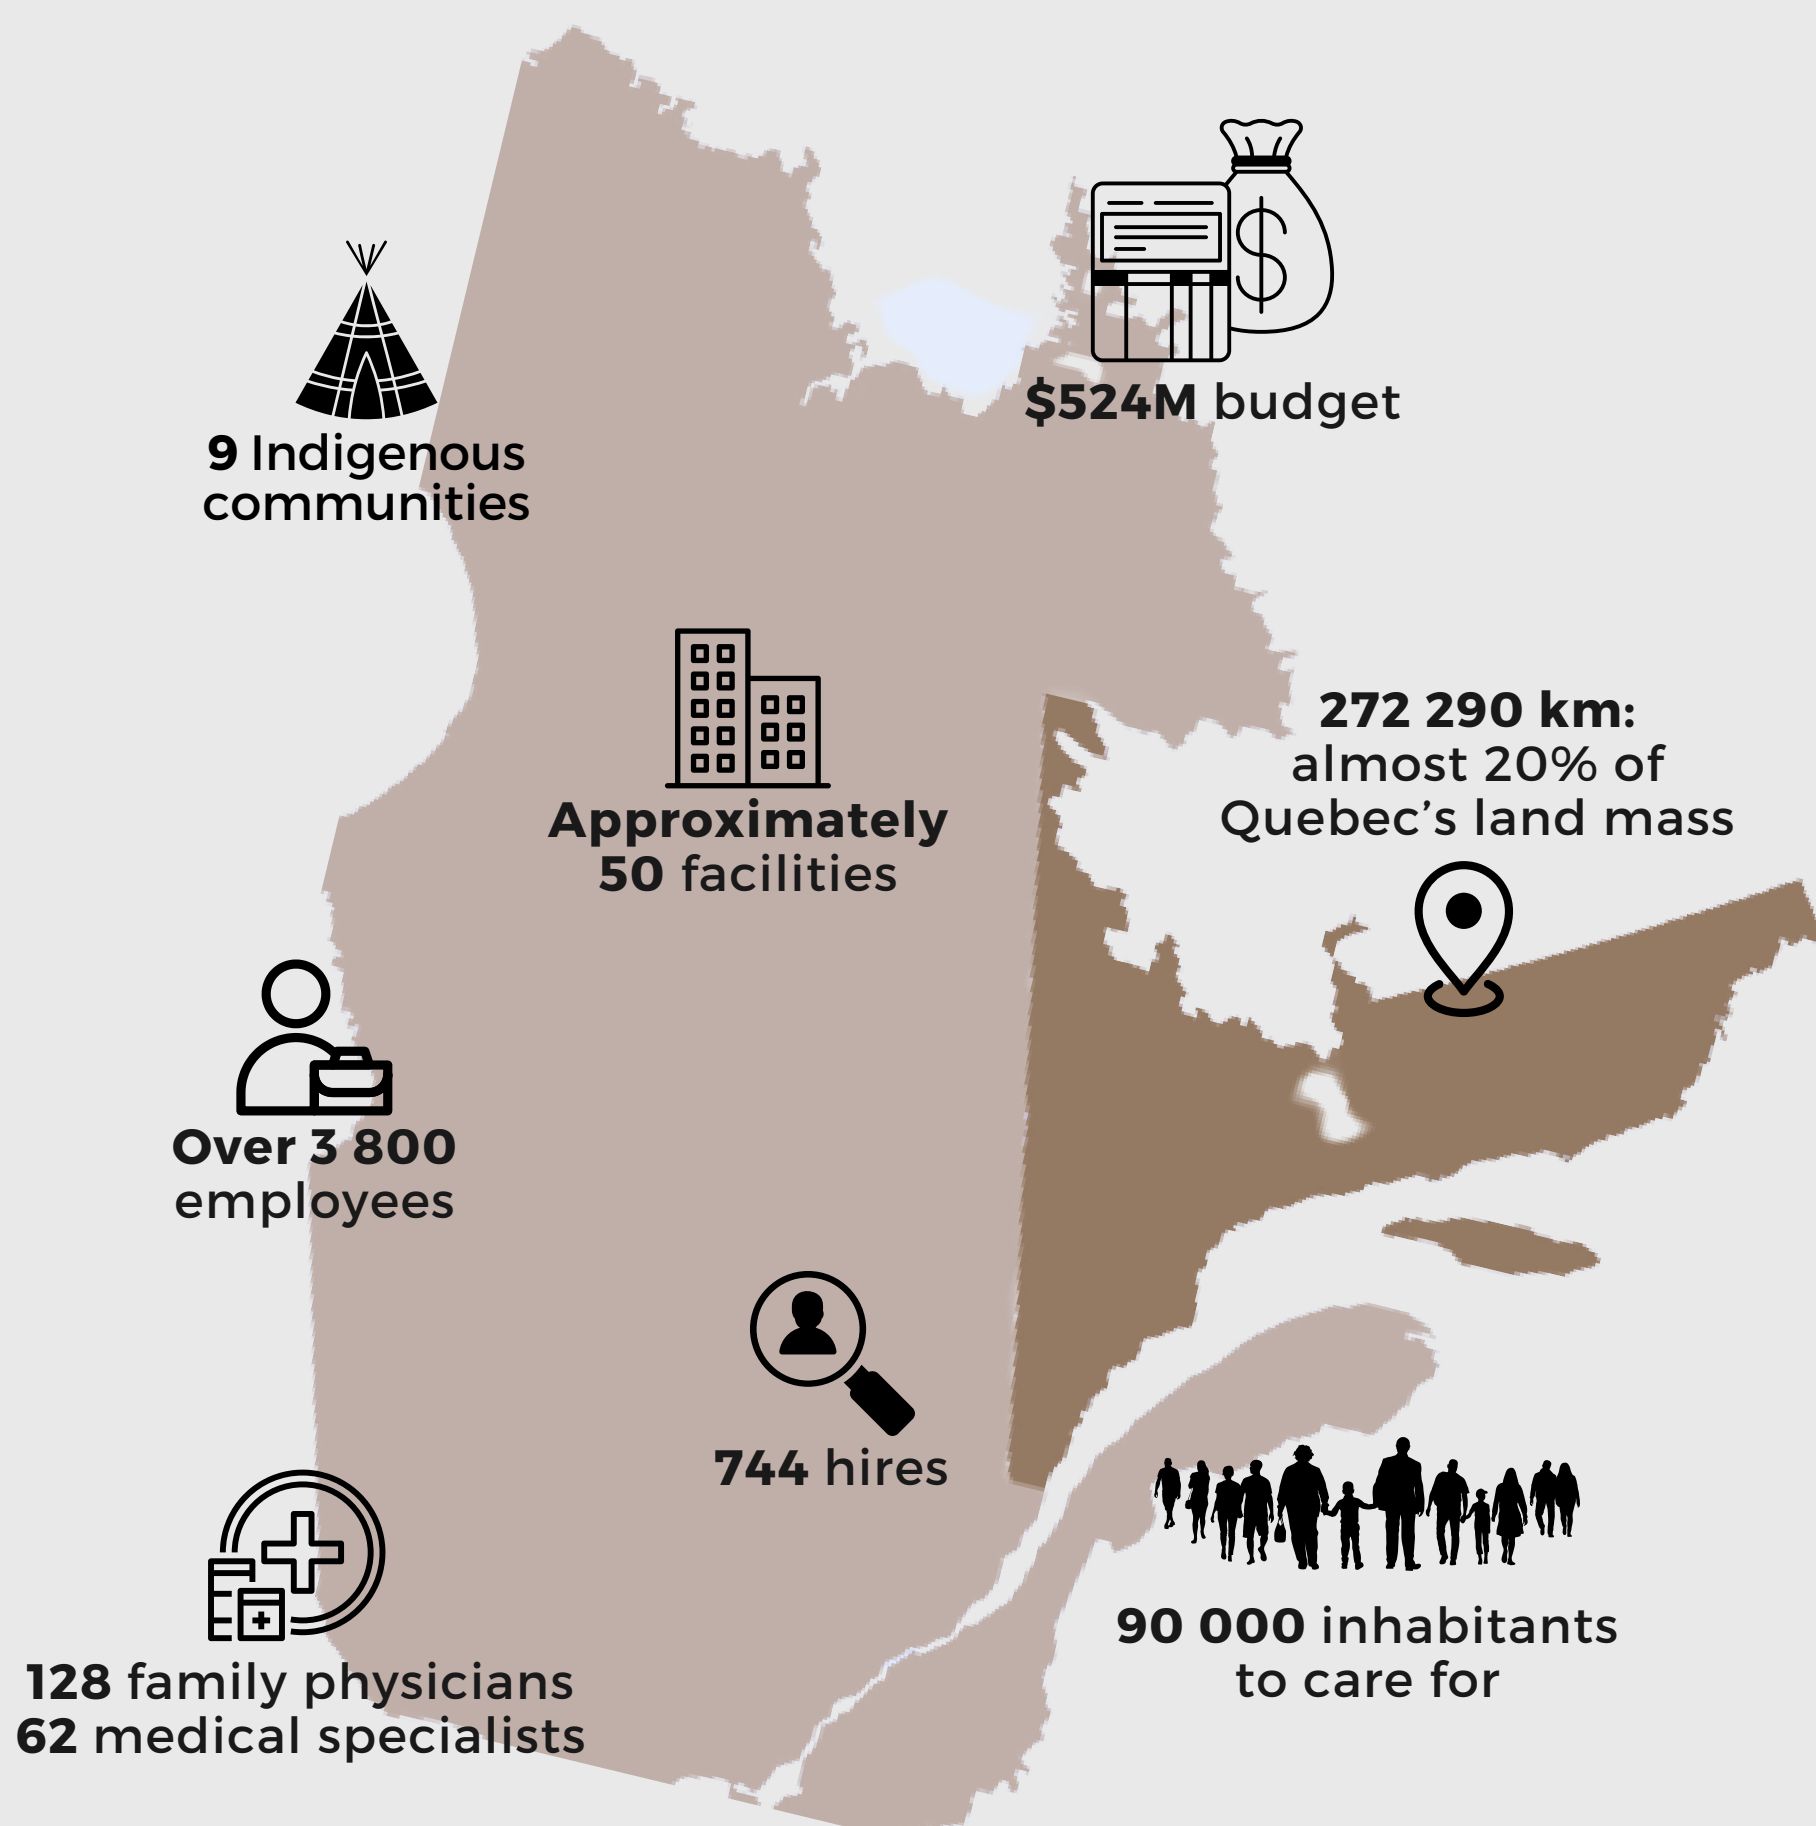 $524M budget
9 Indigenous
communities
272 290 km:
almost 20% of
Quebec’s land mass
Approximately
50 facilities
Over 3 800
employees
744 hires
90 000 inhabitants
to care for
128 family physicians
62 medical specialists